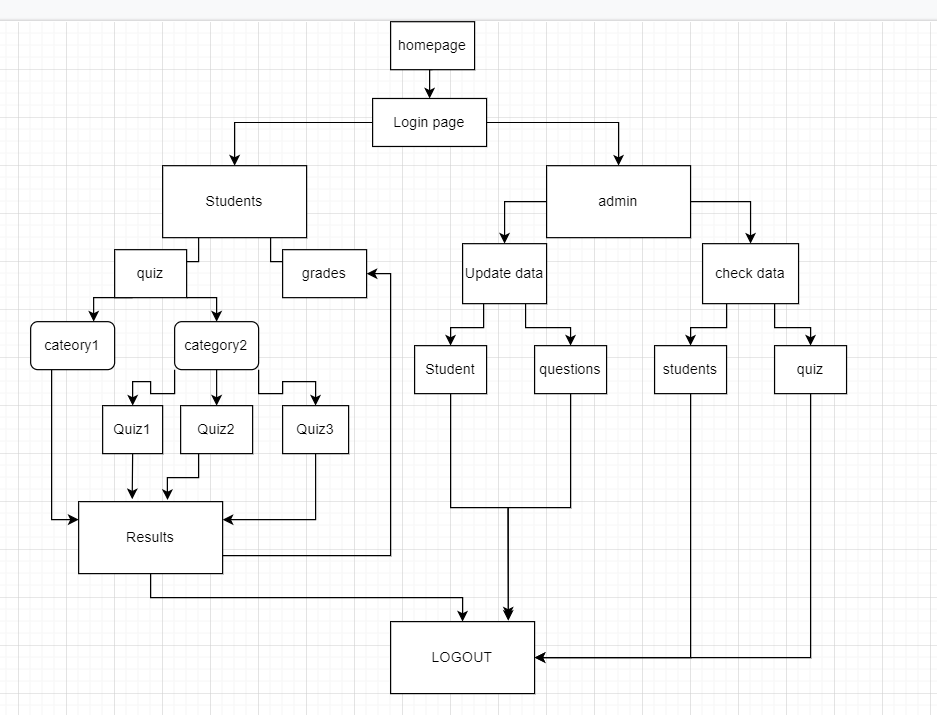 homepage
Login page
Students
admin
quiz
grades
Update data
check data
cateory1
category2
Student
questions
students
quiz
Quiz1
Quiz2
Quiz3
Results
LOGOUT